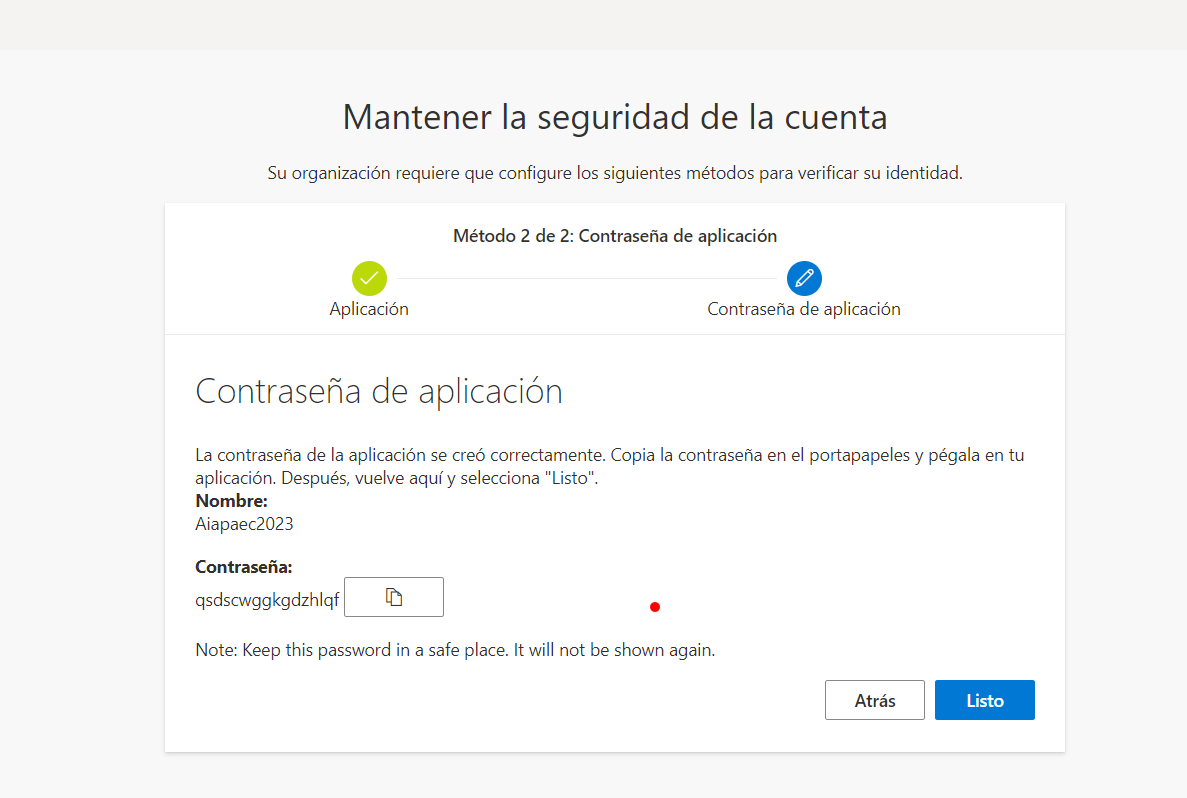 Mantener la seguridad de la cuenta
Su organización requiere que configure los siguientes métodos para verificar su identidad.
Método 2 de 2: Contraseña de aplicación
Aplicación
Contraseña de aplicación
Contraseña de aplicación
La contraseña de la aplicación se creó correctamente. Copia la contraseña en el portapapeles y pégala en tu
aplicación. Después, vuelve aquí y selecciona "Listo".
Nombre:
Aiapaec2023
Contraseña:
qsdscwggkgdzhlqf
Note: Keep this password in a safe place. It will not be shown again.
Atrás
Listo